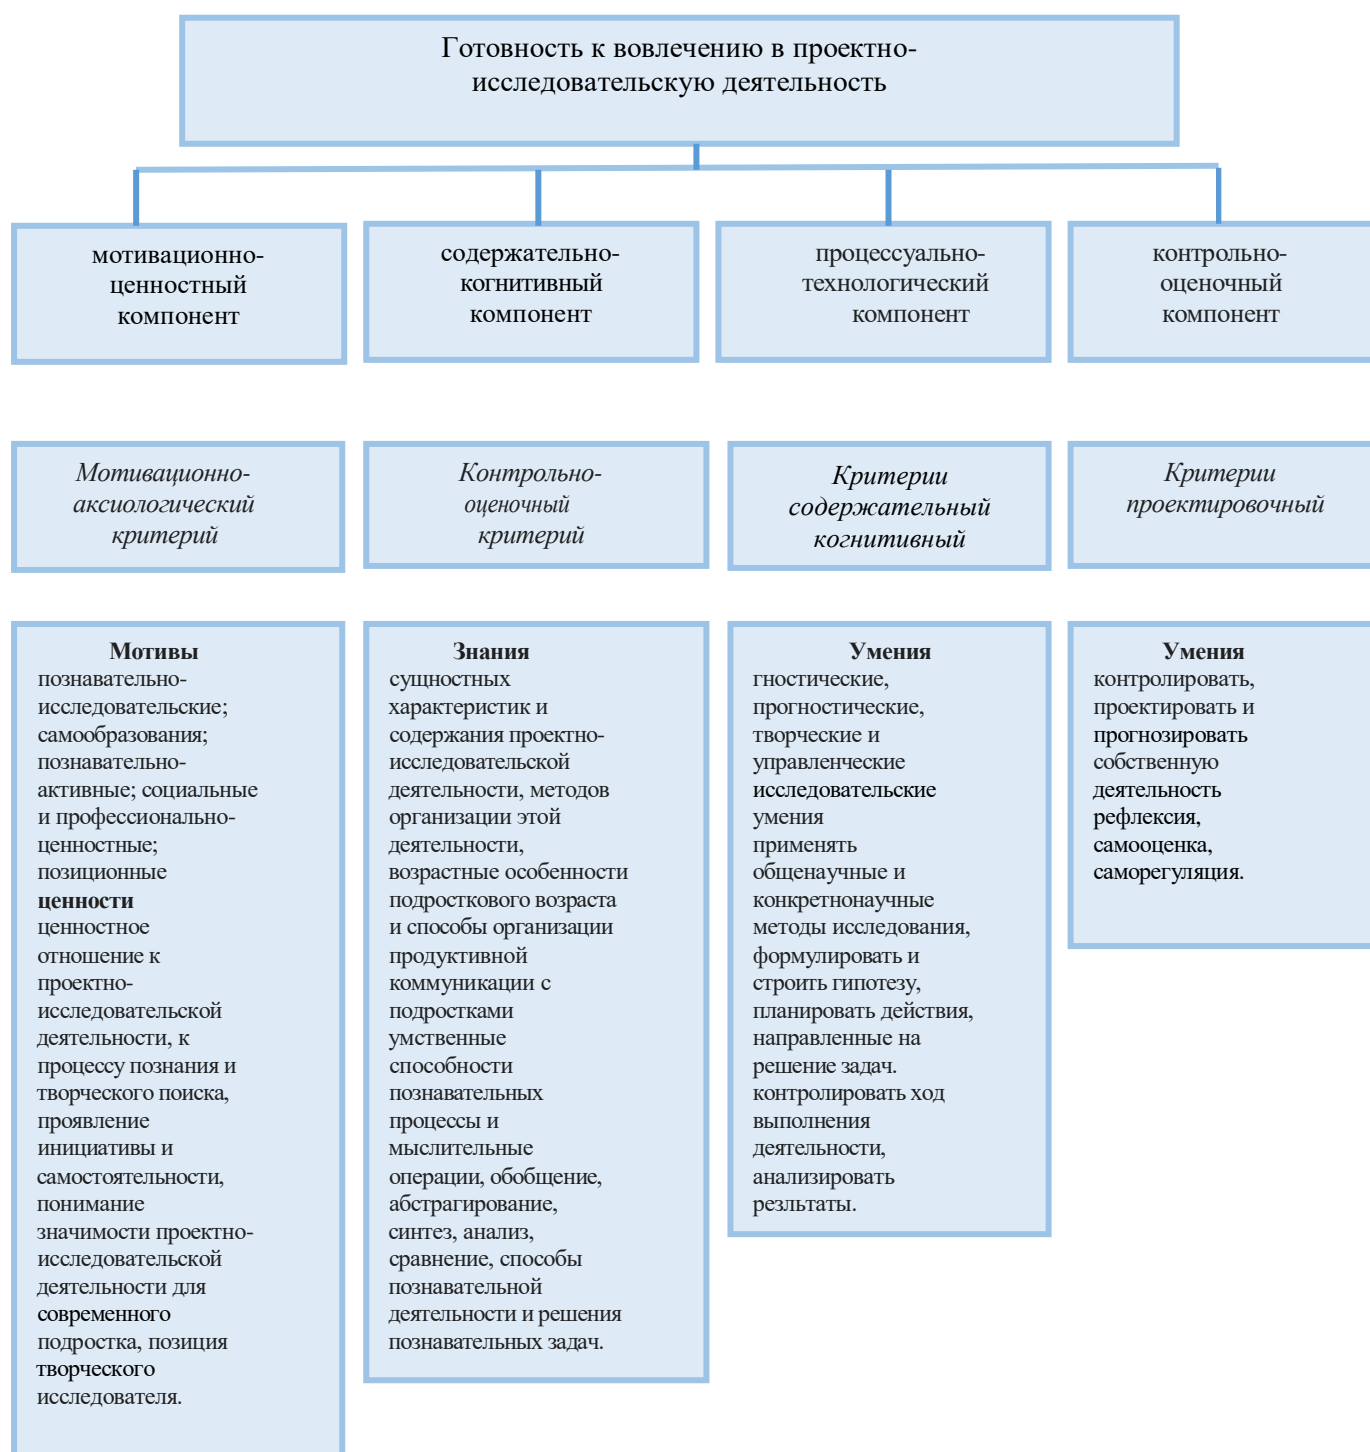 Готовность к вовлечению в проектно-
исследовательскую деятельность
мотивационно-
ценностный
компонент
содержательно-
когнитивный
компонент
процессуально-
технологический
компонент
контрольно-
оценочный
компонент
Мотивационно-
аксиологический
критерий
Контрольно-
оценочный
критерий
Критерии
содержательный
когнитивный
Критерии
проектировочный
Мотивы
познавательно-
исследовательские;
самообразования;
познавательно-
активные; социальные
и профессионально-
ценностные;
позиционные
ценности
ценностное
отношение к
проектно-
исследовательской
деятельности, к
процессу познания и
творческого поиска,
проявление
инициативы и
самостоятельности,
понимание
значимости проектно-
исследовательской
деятельности для
современного
подростка, позиция
творческого
исследователя.
Знания
сущностных
характеристик и
содержания проектно-
исследовательской
деятельности, методов
организации этой
деятельности,
возрастные особенности
подросткового возраста
и способы организации
продуктивной
коммуникации с
подростками
умственные
способности
познавательных
процессы и
мыслительные
операции, обобщение,
абстрагирование,
синтез, анализ,
сравнение, способы
познавательной
деятельности и решения
познавательных задач.
Умения
гностические,
прогностические,
творческие и
управленческие
исследовательские
умения
применять
общенаучные и
конкретнонаучные
методы исследования,
формулировать и
строить гипотезу,
планировать действия,
направленные на
решение задач.
контролировать ход
выполнения
деятельности,
анализировать
резльтаты.
Умения
контролировать,
проектировать и
прогнозировать
собственную
деятельность
рефлексия,
самооценка,
саморегуляция.